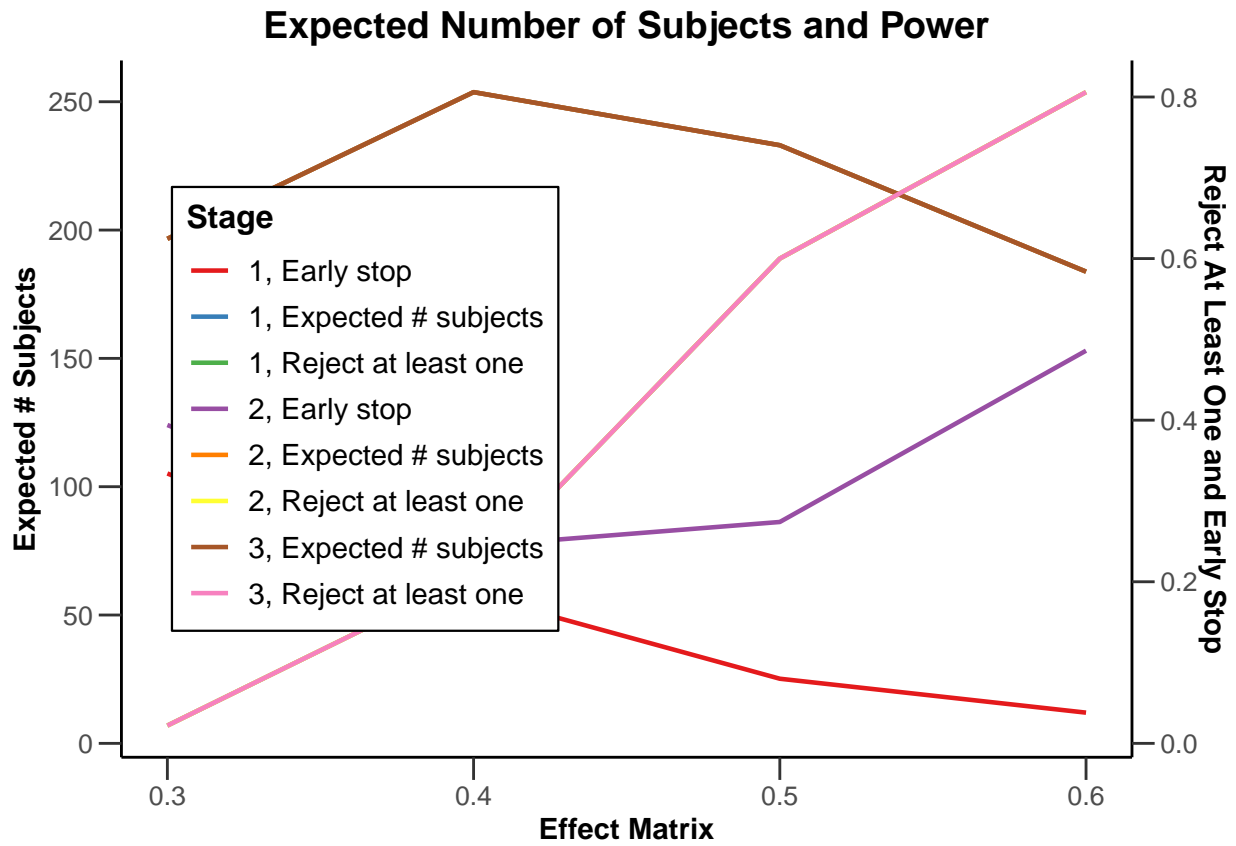 Expected Number of Subjects and Power
Expected # Subjects
250
200
150
100
50
0
Stage
1, Early stop
1, Expected # subjects
1, Reject at least one
2, Early stop
2, Expected # subjects
2, Reject at least one
3, Expected # subjects
3, Reject at least one
0.8
0.6
0.4
0.2
0.0
Reject At Least One and Early Stop
0.3
0.4
0.5
0.6
Effect Matrix